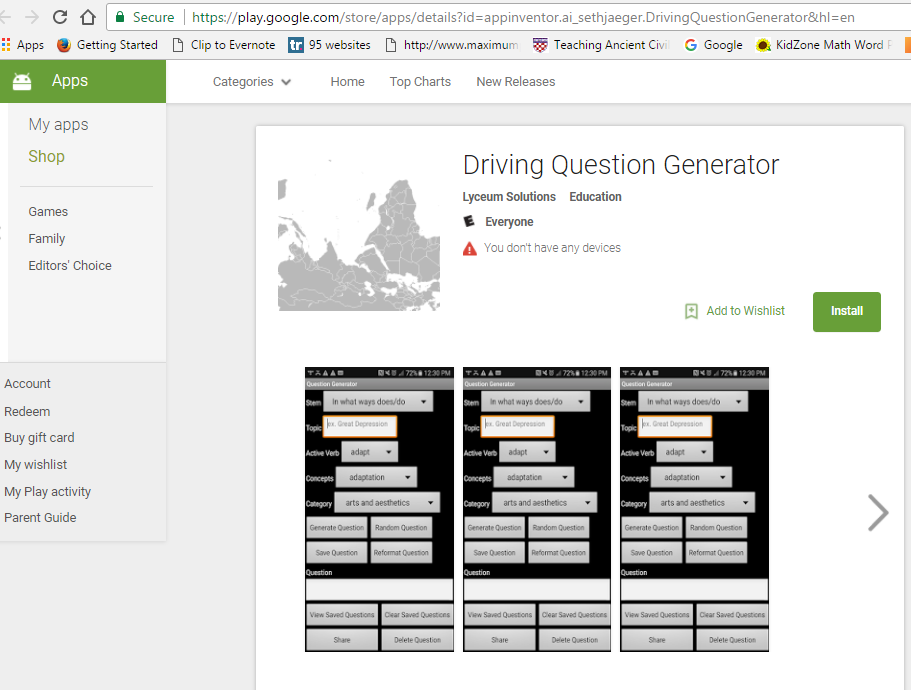 Secure https://play.google.com/store/apps/details?id=appinventor.ai_sethjaeger.DrivingQuestionGenerator&hl=en
Apps Getting Started Clip to Evernote tr 95 websites http://www.maximum Teaching Ancient Civi Google KidZone Math Word
Apps
Categories Home Top Charts New Releases
My apps
Shop
Games
Family
Editors' Choice
Account
Redeem
Buy gift card
My wishlist
My Play activity
Parent Guide
Driving Question Generator
Lyceum Solutions Education
E Everyone
You don't have any devices
Add to Wishlist Install
72% 12:30 PM
Question Generator
Stem In what ways does/do
Topic ex. Great Depression
Active Verb adapt
Concepts adaptation
Category arts and aesthetics
Generate Question Random Question
Save Question Reformat Question
Question
View Saved Questions Clear Saved Questions
Share Delete Question
72% 12:30 PM
Question Generator
Stem In what ways does/do
Topic ex. Great Depression
Active Verb adapt
Concepts adaptation
Category arts and aesthetics
Generate Question Random Question
Save Question Reformat Question
Question
View Saved Questions Clear Saved Questions
Share Delete Question
72% 12:30 PM
Question Generator
Stem In what ways does/do
Topic ex. Great Depression
Active Verb adapt
Concepts adaptation
Category arts and aesthetics
Generate Question Random Question
Save Question Reformat Question
Question
View Saved Questions Clear Saved Questions
Share Delete Question